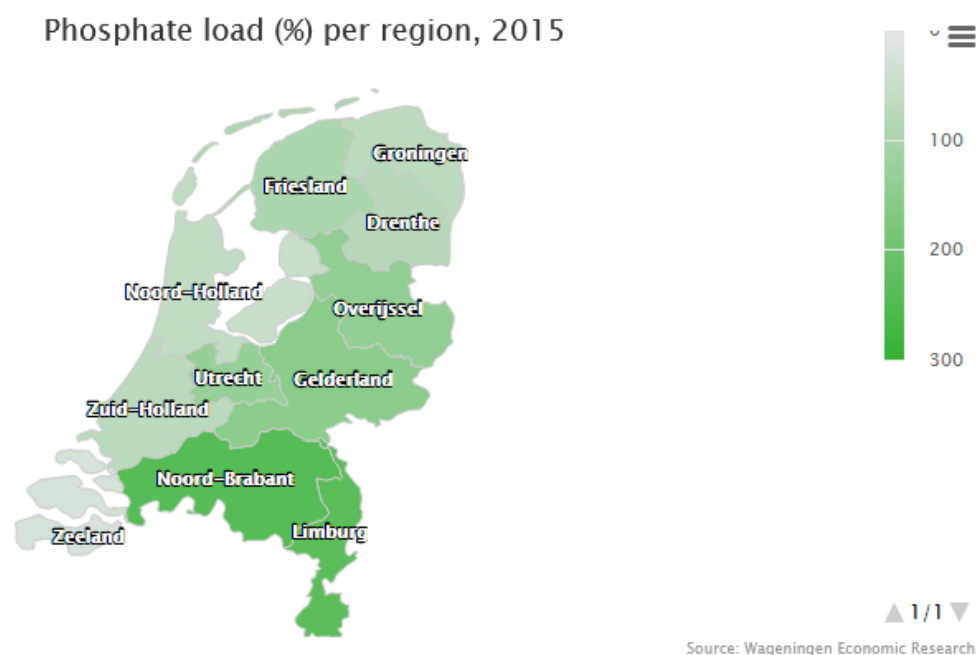 Phosphate load (%) per region, 2015
100
200
300
Groningen
Friesland
Drenthe
Noord-Holland
Overijssel
Utrecht
Gelderland
Zuid-Holland
Noord-Brabant
Limburg
Zeeland
1/1
Source: Wageningen Economic Research